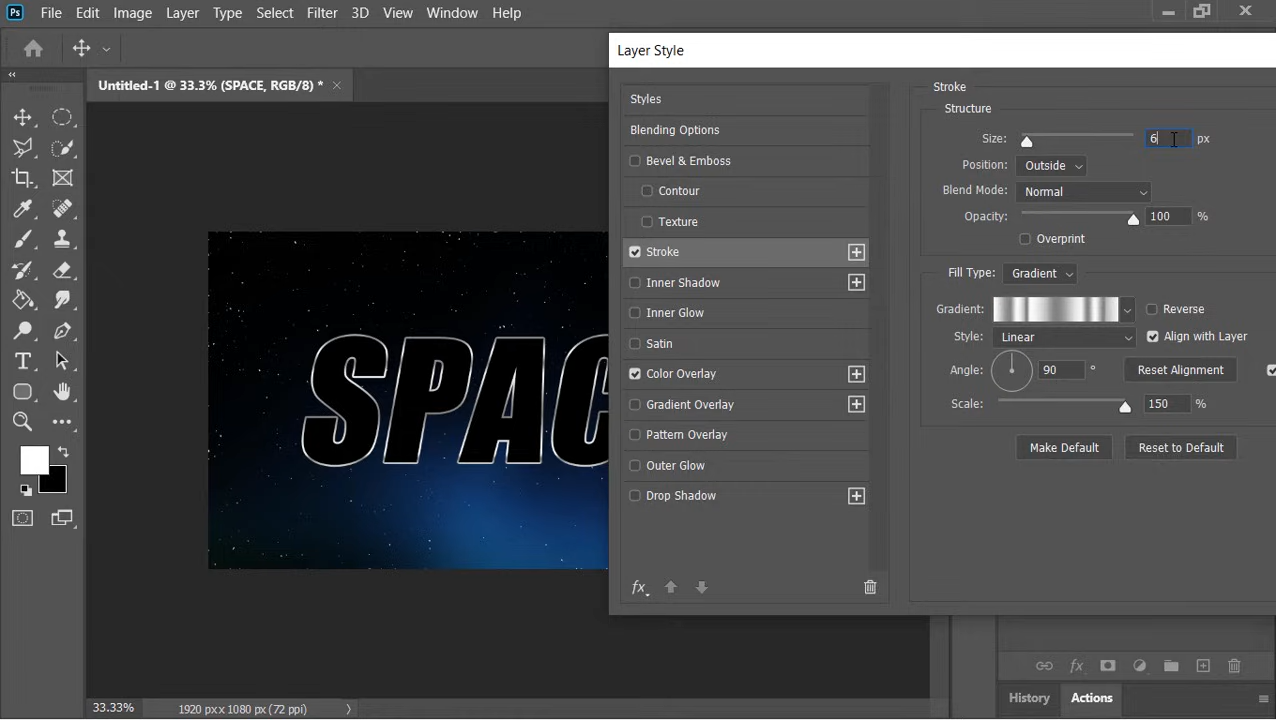 Ps File Edit Image Layer Type Select Filter 3D View Window Help
Layer Style
Untitled-1 @ 33.3% (SPACE, RGB/8) *
Styles
Blending Options
Bevel & Emboss
Contour
Texture
Stroke
Inner Shadow
Inner Glow
Satin
Color Overlay
Gradient Overlay
Pattern Overlay
Outer Glow
Drop Shadow
fx
Stroke
Structure
Size: 6 px
Position: Outside
Blend Mode: Normal
Opacity: 100 %
Overprint
Fill Type: Gradient
Gradient: Reverse
Style: Linear Align with Layer
Angle: 90 ° Reset Alignment
Scale: 150 %
Make Default Reset to Default
SPAC
fx
History Actions
33.33% 1920 px x 1080 px (72 ppi)